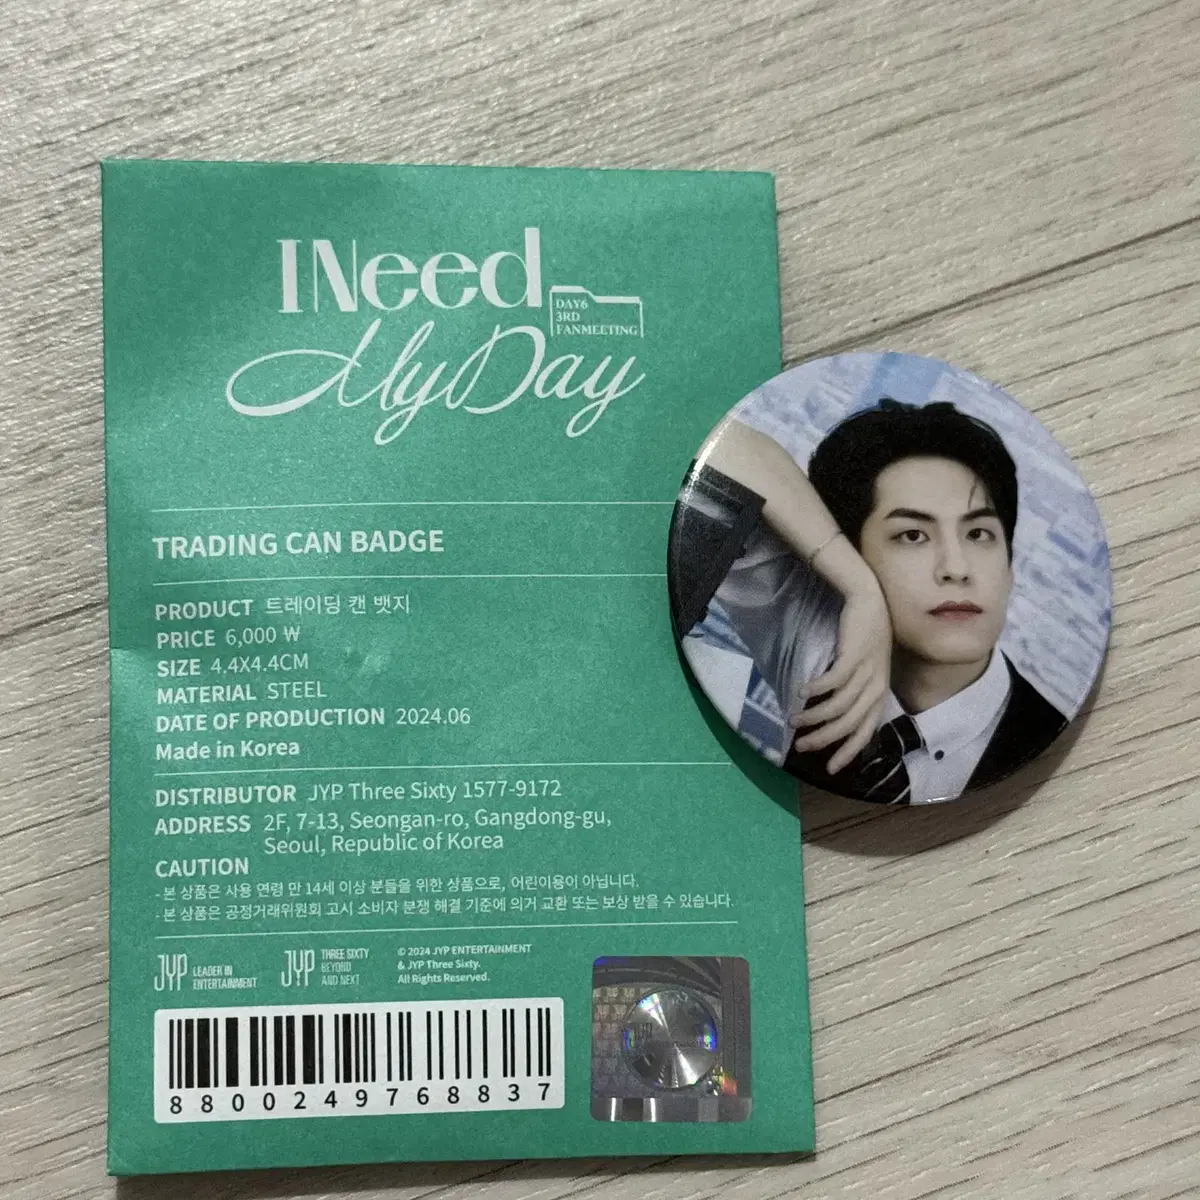 I Need
DAY6
3RD
FANMEETING
My Day
TRADING CAN BADGE
PRODUCT 트레이딩 캔 뱃지
PRICE 6,000 ₩
SIZE 4.4X4.4CM
MATERIAL STEEL
DATE OF PRODUCTION 2024.06
Made in Korea
DISTRIBUTOR JYP Three Sixty 1577-9172
ADDRESS 2F, 7-13, Seongan-ro, Gangdong-gu,
Seoul, Republic of Korea
CAUTION
- 본 상품은 사용 연령 만 14세 이상 분들을 위한 상품으로, 어린이용이 아닙니다.
- 본 상품은 공정거래위원회 고시 소비자 분쟁 해결 기준에 의거 교환 또는 보상 받을 수 있습니다.
JYP LEADER IN
ENTERTAINMENT
JYP THREE SIXTY
BEYOND
AND NEXT
© 2024 JYP ENTERTAINMENT
& JYP Three Sixty.
All Rights Reserved.
8800249768837